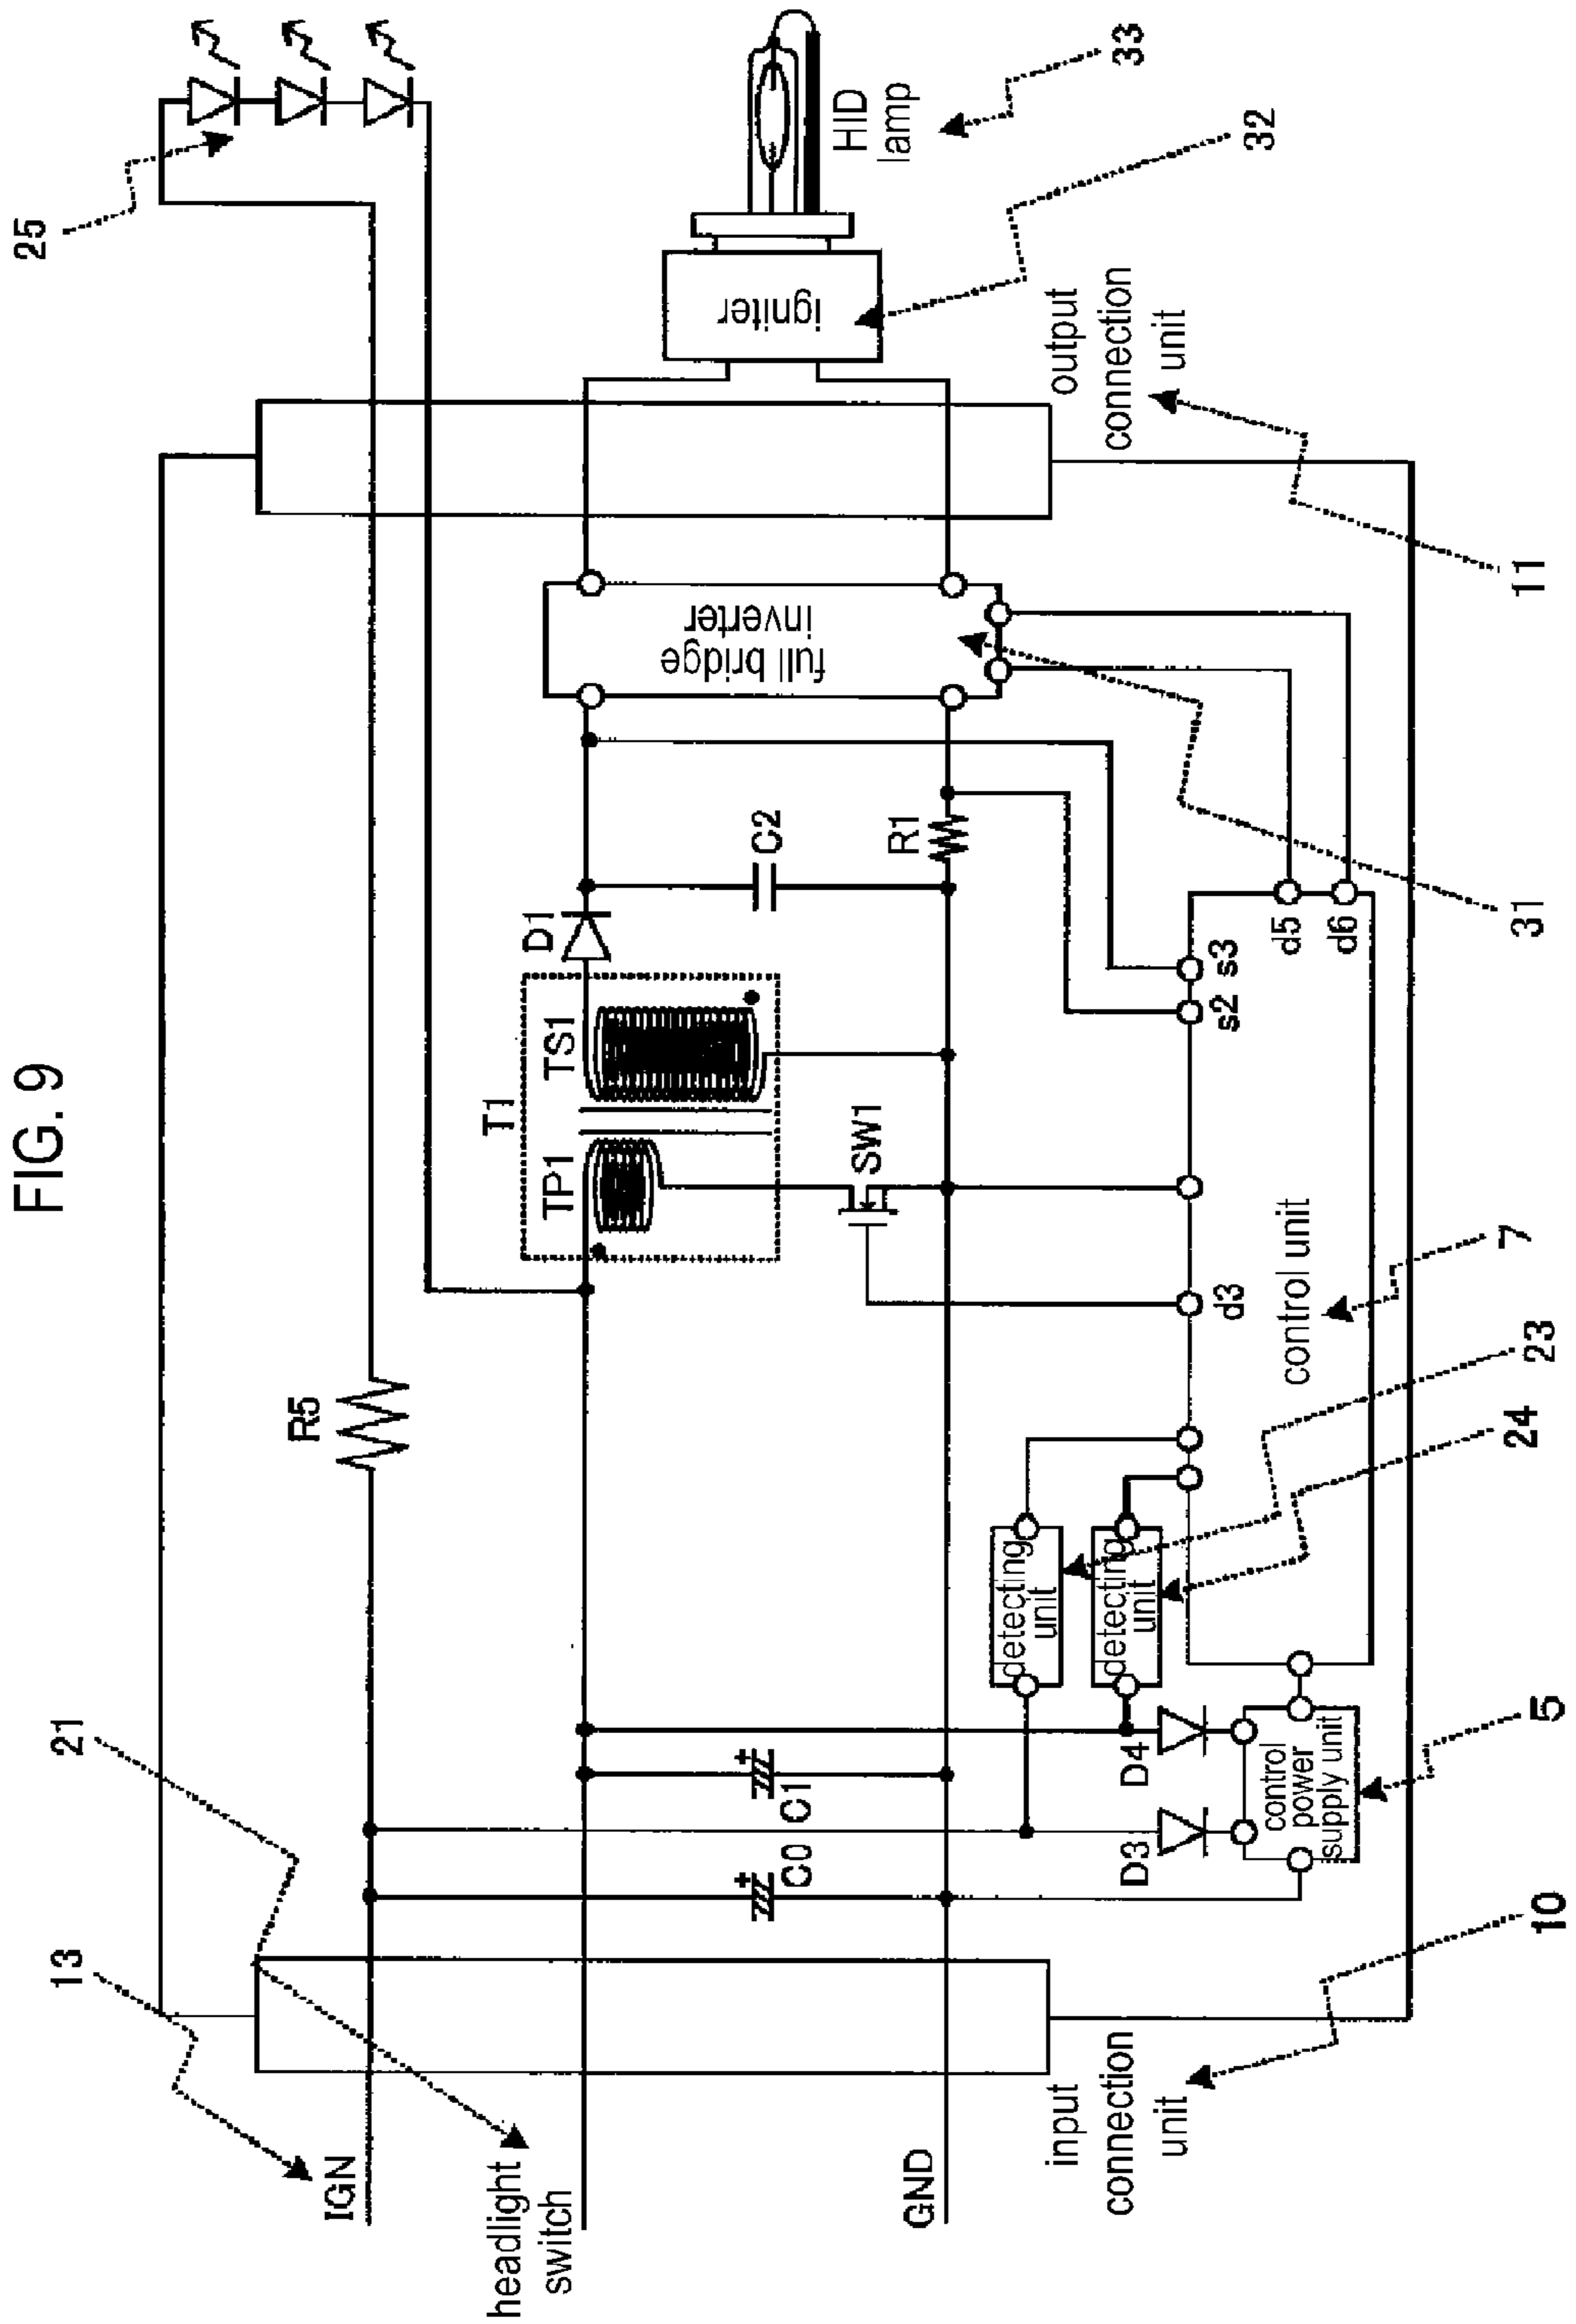 FIG. 9
25
R5
21
13
IGN
headlight
switch
GND
T1
TP1
TS1
D1
C2
R1
SW1
C0
+
C1
+
full bridge
inverter
igniter
HID
lamp
33
32
output
connection
unit
11
31
s2
s3
d5
d6
d3
control unit
7
detecting
unit
detecting
unit
23
24
D3
D4
control
power
supply unit
5
input
connection
unit
10